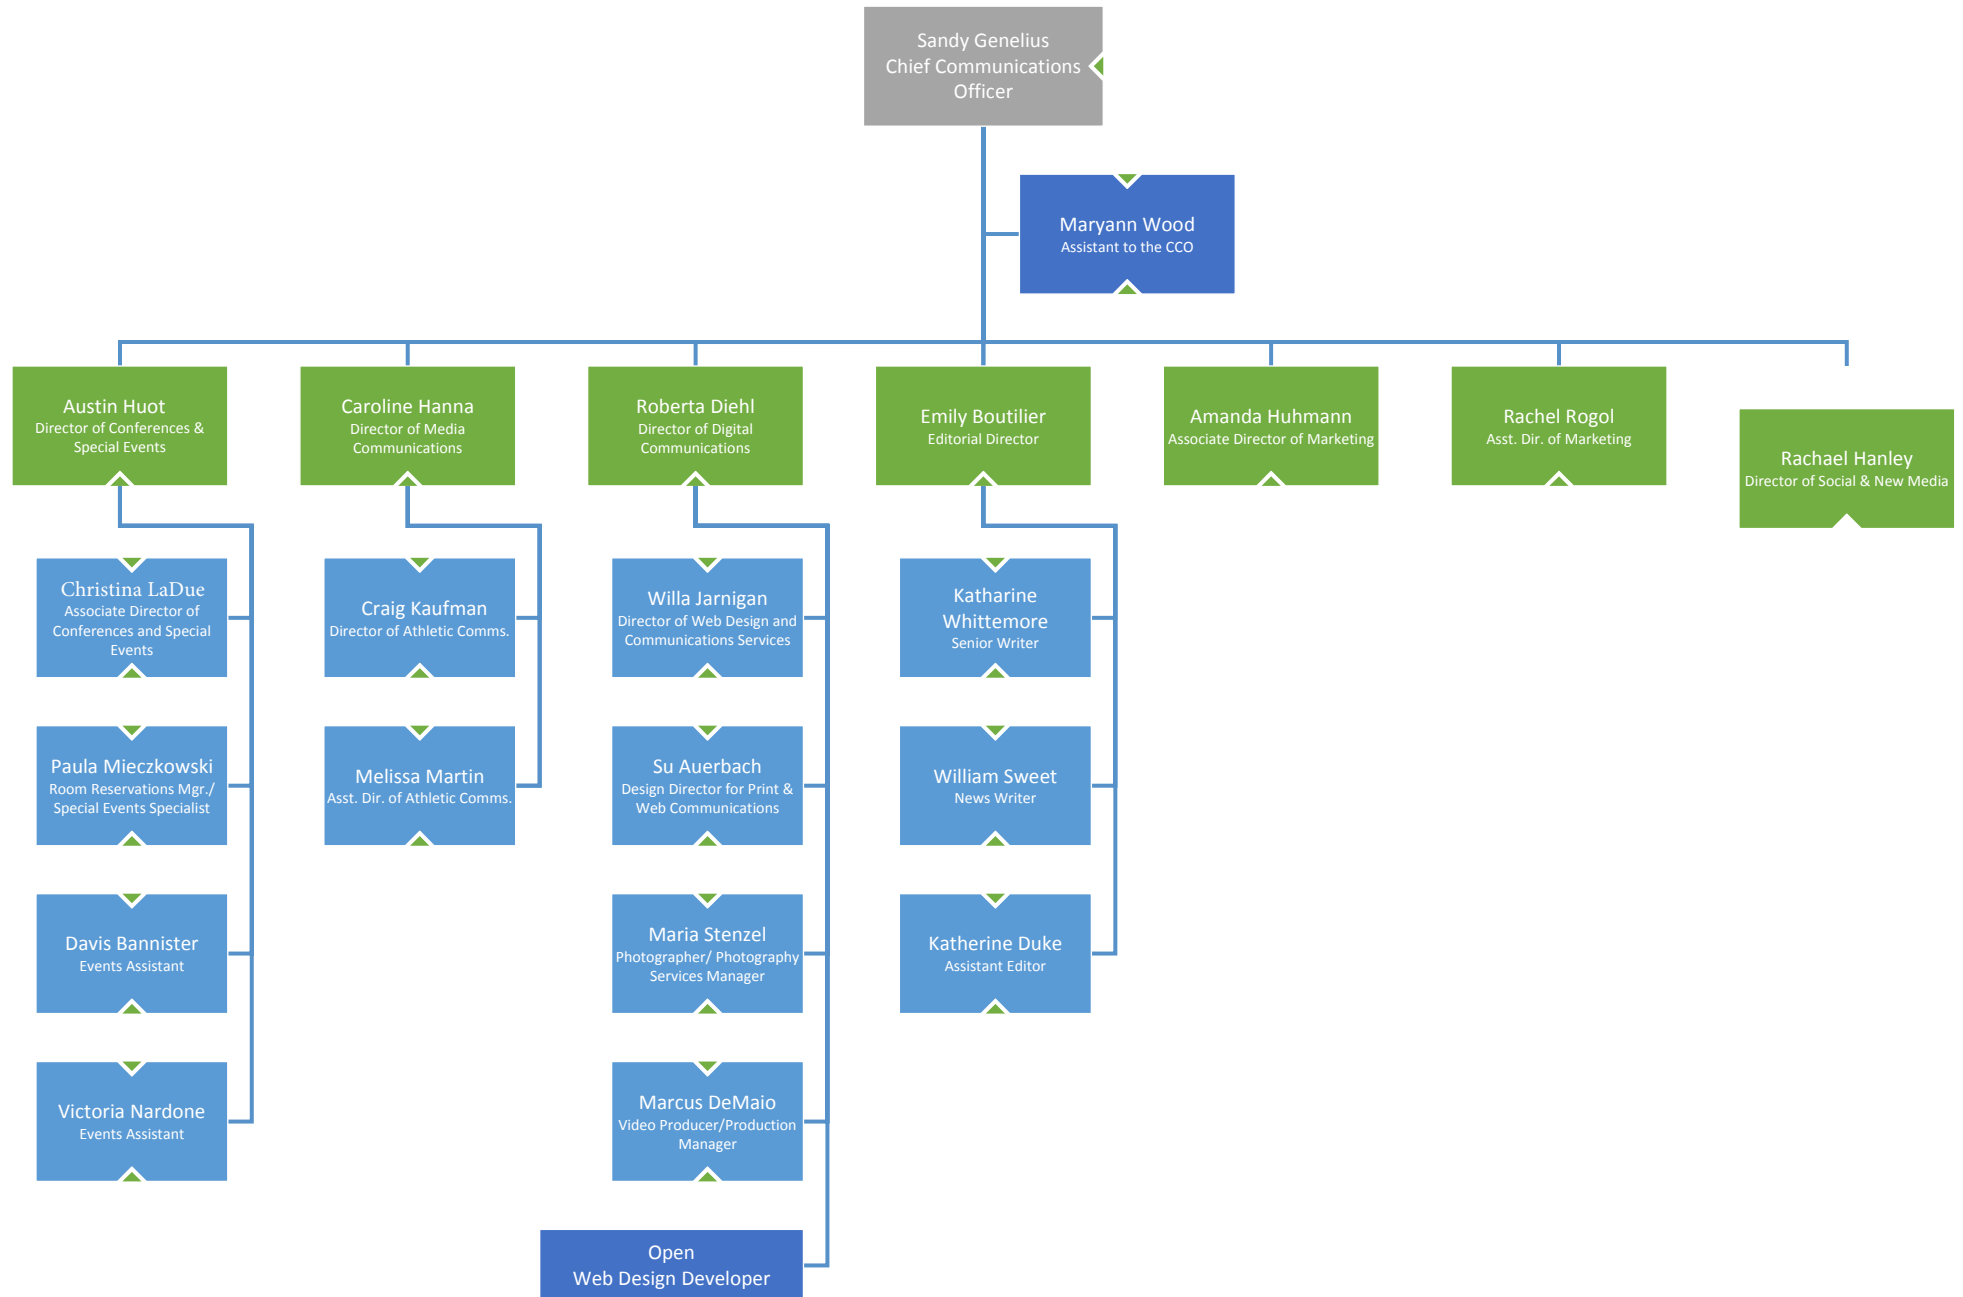 Sandy Genelius
Chief Communications
Officer
Maryann Wood
Assistant to the CCO
Austin Huot
Director of Conferences &
Special Events
Caroline Hanna
Director of Media
Communications
Roberta Diehl
Director of Digital
Communications
Emily Boutilier
Editorial Director
Amanda Huhmann
Associate Director of Marketing
Rachel Rogol
Asst. Dir. of Marketing
Rachael Hanley
Director of Social & New Media
Christina LaDue
Associate Director of
Conferences and Special
Events
Craig Kaufman
Director of Athletic Comms.
Willa Jarnigan
Director of Web Design and
Communications Services
Katharine
Whittemore
Senior Writer
Paula Mieczkowski
Room Reservations Mgr./
Special Events Specialist
Melissa Martin
Asst. Dir. of Athletic Comms.
Su Auerbach
Design Director for Print &
Web Communications
William Sweet
News Writer
Davis Bannister
Events Assistant
Maria Stenzel
Photographer/ Photography
Services Manager
Katherine Duke
Assistant Editor
Victoria Nardone
Events Assistant
Marcus DeMaio
Video Producer/Production
Manager
Open
Web Design Developer